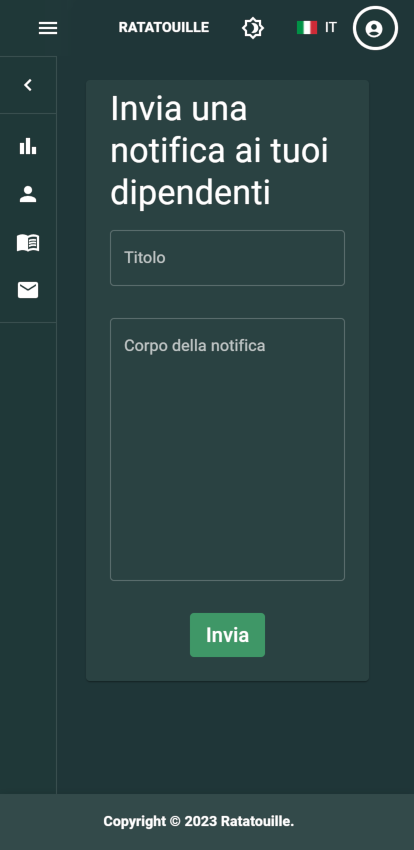 RATATOUILLE
IT
Invia una
notifica ai tuoi
dipendenti
Titolo
Corpo della notifica
Invia
Copyright © 2023 Ratatouille.